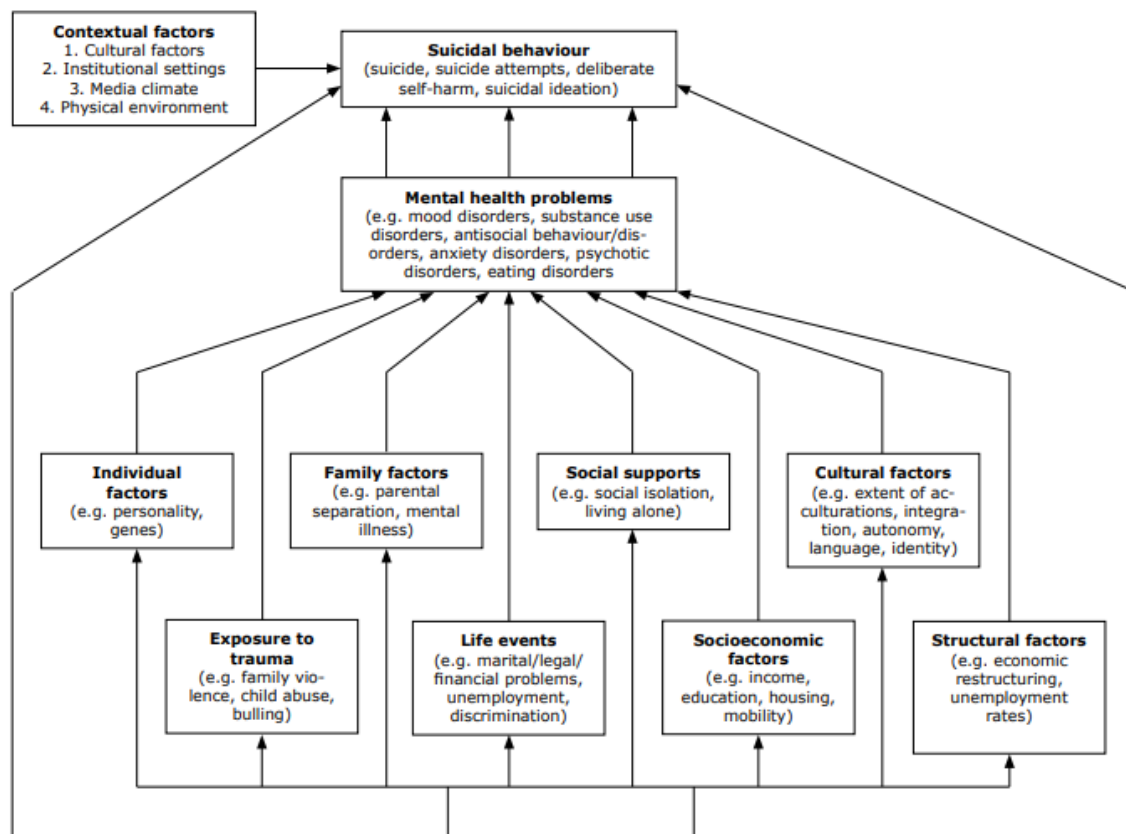 Contextual factors
1. Cultural factors
2. Institutional settings
3. Media climate
4. Physical environment
Suicidal behaviour
(suicide, suicide attempts, deliberate
self-harm, suicidal ideation)
Mental health problems
(e.g. mood disorders, substance use
disorders, antisocial behaviour/dis-
orders, anxiety disorders, psychotic
disorders, eating disorders
Individual
factors
(e.g. personality,
genes)
Family factors
(e.g. parental
separation, mental
illness)
Social supports
(e.g. social isolation,
living alone)
Cultural factors
(e.g. extent of ac-
culturations, integra-
tion, autonomy,
language, identity)
Exposure to
trauma
(e.g. family vio-
lence, child abuse,
bulling)
Life events
(e.g. marital/legal/
financial problems,
unemployment,
discrimination)
Socioeconomic
factors
(e.g. income,
education, housing,
mobility)
Structural factors
(e.g. economic
restructuring,
unemployment
rates)